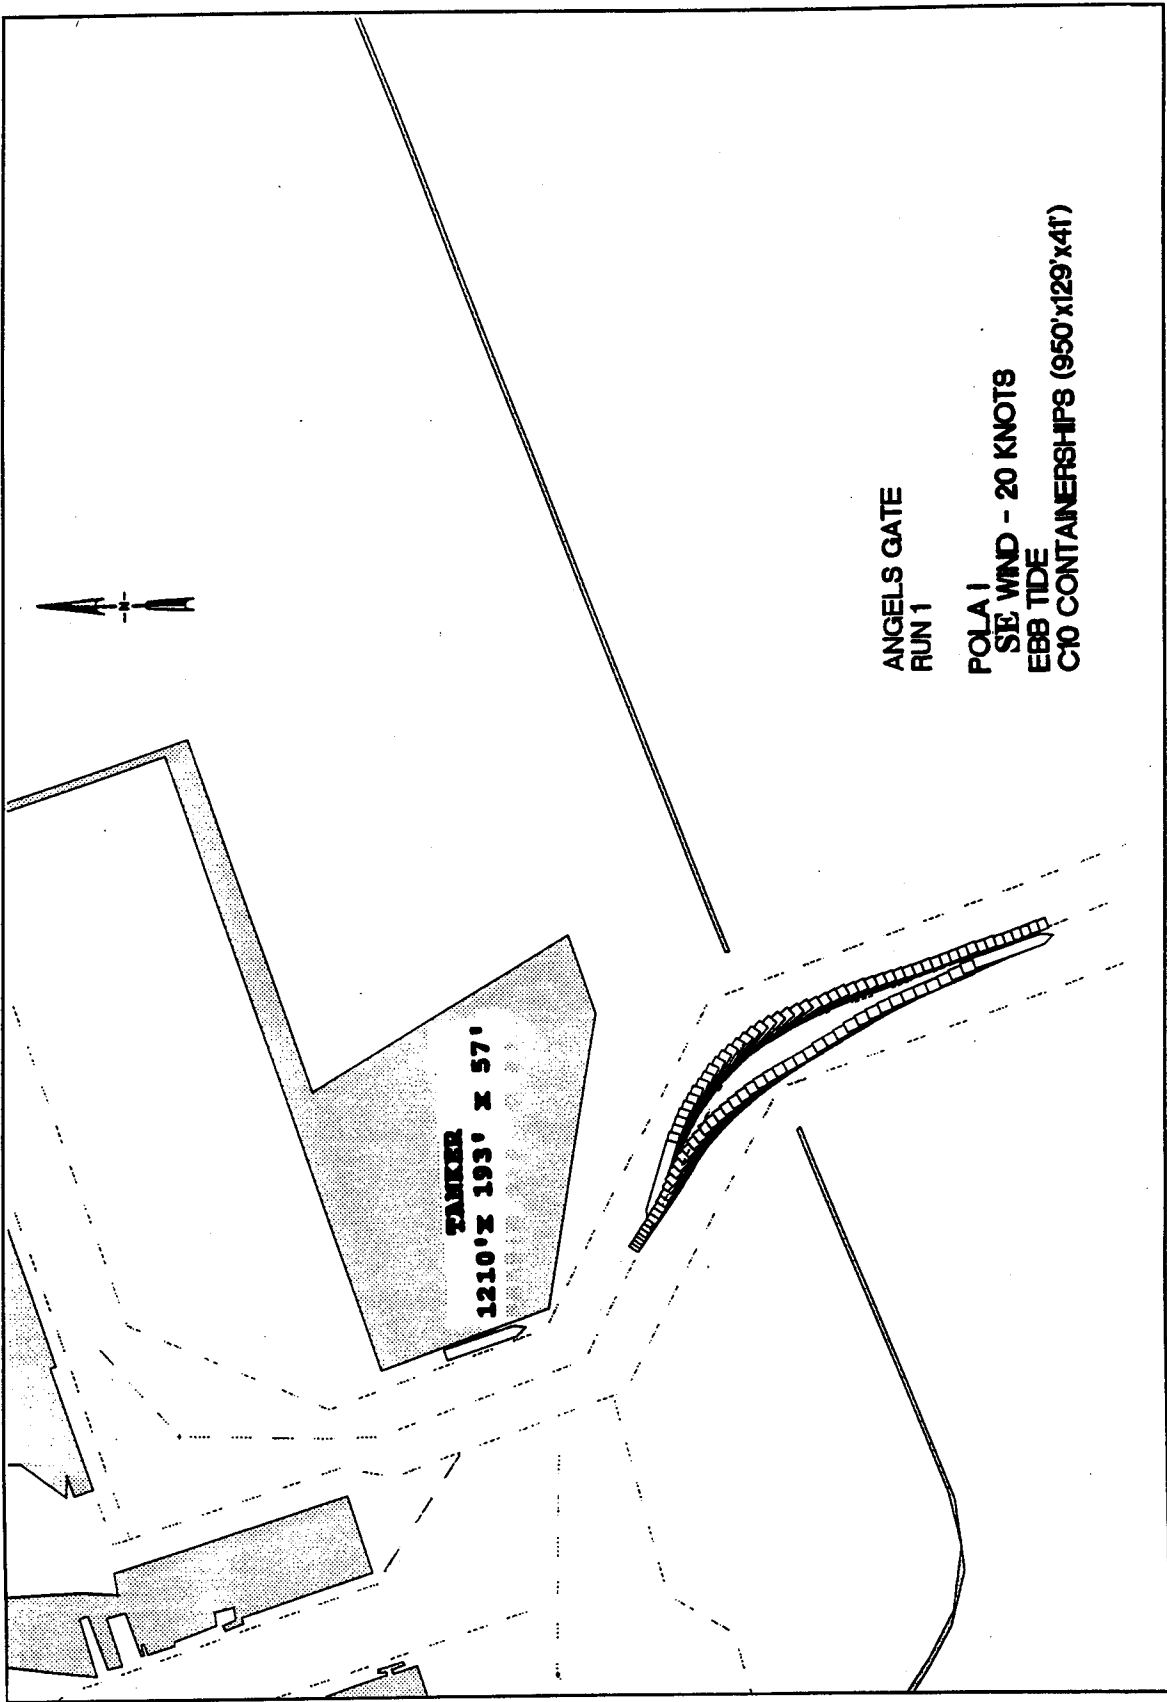 N
TANKER
1210'X 193' X 57'
ANGELS GATE
RUN 1
POLA I
SE WIND - 20 KNOTS
EBB TIDE
C10 CONTAINERSHIPS (950'x129'x41')